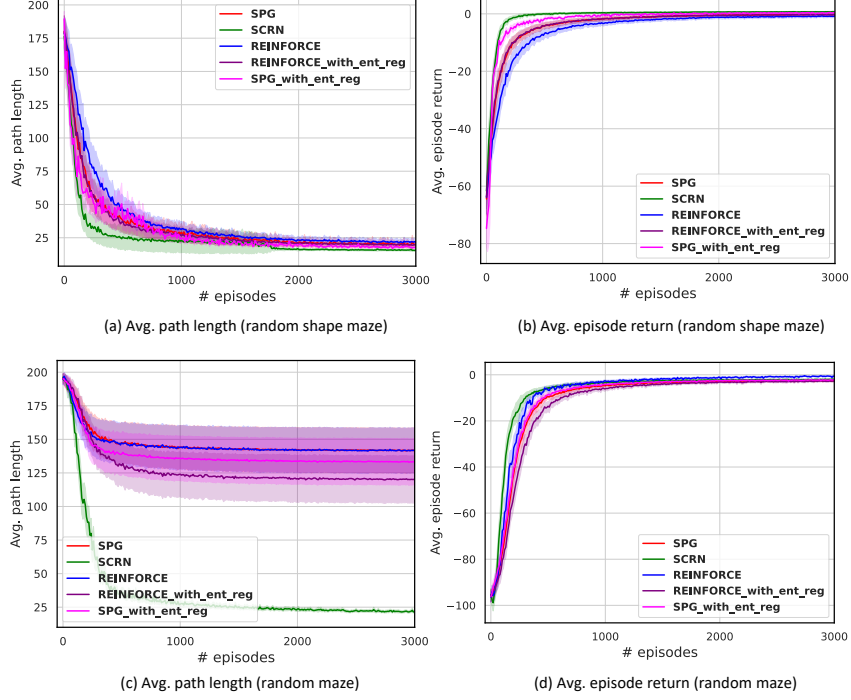 200
175
150
125
100
75
50
25
Avg. path length
SPG
SCRN
REINFORCE
REINFORCE_with_ent_reg
SPG_with_ent_reg
0 1000 2000 3000
# episodes
(a) Avg. path length (random shape maze)
0
−20
−40
−60
−80
Avg. episode return
SPG
SCRN
REINFORCE
REINFORCE_with_ent_reg
SPG_with_ent_reg
0 1000 2000 3000
# episodes
(b) Avg. episode return (random shape maze)
200
175
150
125
100
75
50
25
Avg. path length
SPG
SCRN
REINFORCE
REINFORCE_with_ent_reg
SPG_with_ent_reg
0 1000 2000 3000
# episodes
(c) Avg. path length (random maze)
0
−20
−40
−60
−80
−100
Avg. episode return
SPG
SCRN
REINFORCE
REINFORCE_with_ent_reg
SPG_with_ent_reg
0 1000 2000 3000
# episodes
(d) Avg. episode return (random maze)